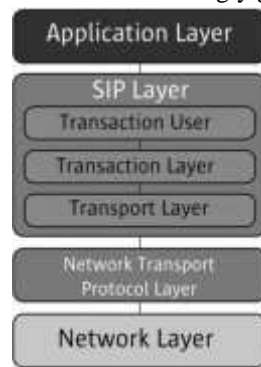 Application Layer
SIP Layer
Transaction User
Transaction Layer
Transport Layer
Network Transport
Protocol Layer
Network Layer